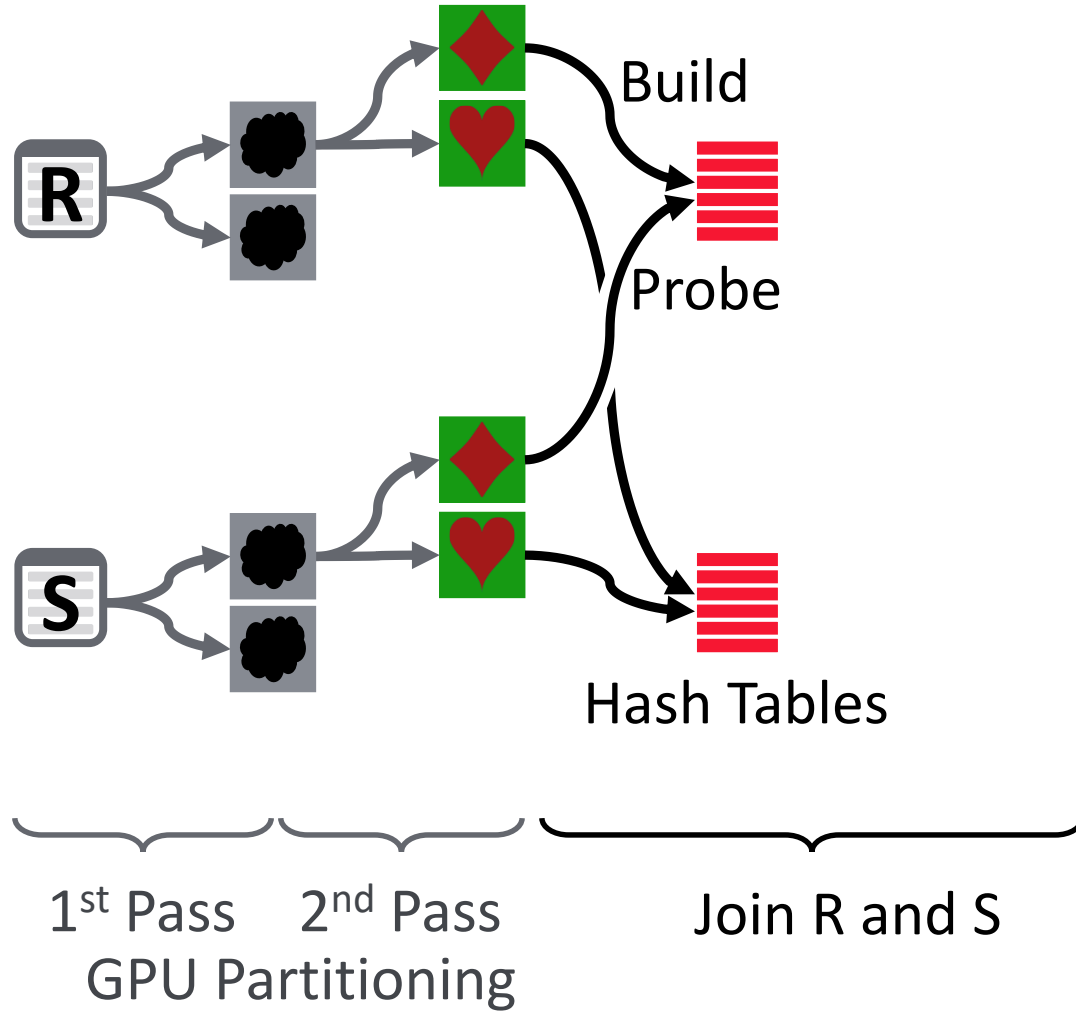 Build
R
Probe
S
Hash Tables
1st Pass
2nd Pass
Join R and S
GPU Partitioning